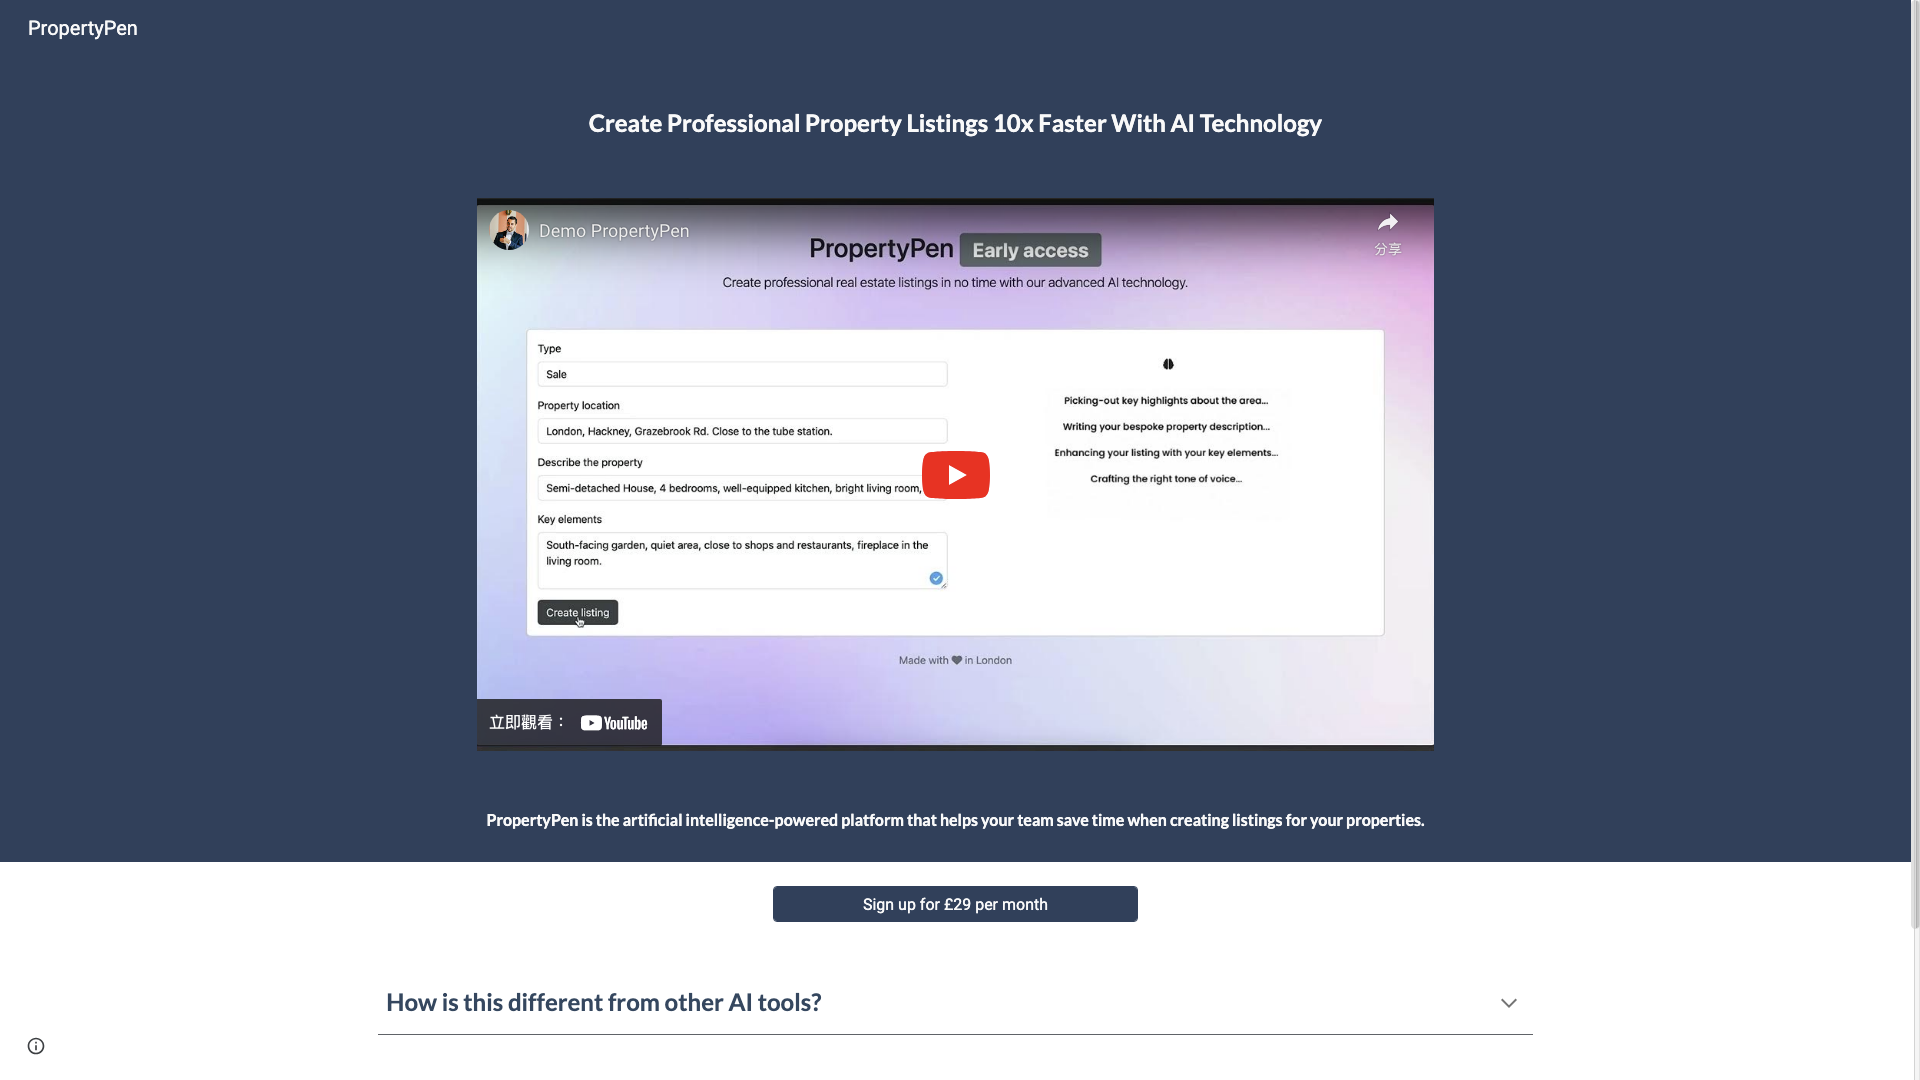 PropertyPen
Create Professional Property Listings 10x Faster With AI Technology
Demo PropertyPen
分享
PropertyPen Early access
Create professional real estate listings in no time with our advanced AI technology.
Type
Sale
Property location
London, Hackney, Grazebrook Rd. Close to the tube station.
Describe the property
Semi-detached House, 4 bedrooms, well-equipped kitchen, bright living room,
Key elements
South-facing garden, quiet area, close to shops and restaurants, fireplace in the
living room.
Create listing
Picking-out key highlights about the area...
Writing your bespoke property description...
Enhancing your listing with your key elements...
Crafting the right tone of voice...
Made with ♥ in London
立即觀看： YouTube
PropertyPen is the artificial intelligence-powered platform that helps your team save time when creating listings for your properties.
Sign up for £29 per month
How is this different from other AI tools?